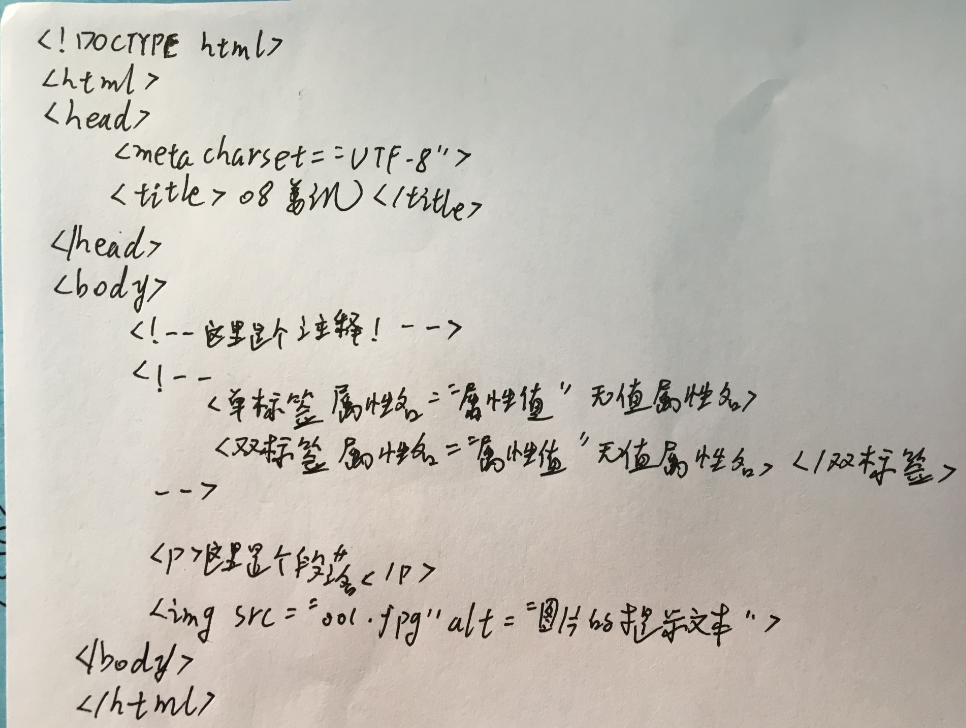 <!DOCTYPE html>
<html>
<head>
<meta charset="UTF-8">
<title>08 </title>
</head>
<body>
<!--这里是个注释! -->
<!--
<单标签 属性名="属性值" 无值属性名>
<双标签 属性名="属性值" 无值属性名> </双标签>
-->
<p>这里是个段落</p>
<img src="001.jpg" alt="图片的提示文本">
</body>
</html>